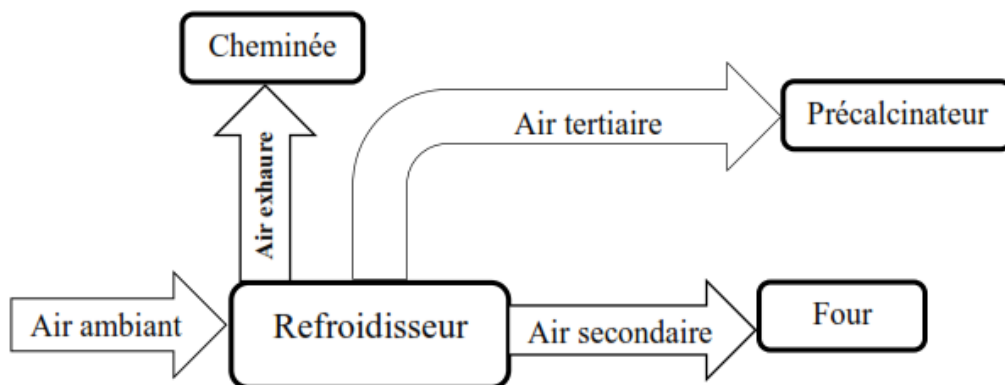 Cheminée
Air exhaure
Air tertiaire
Précalcinateur
Air ambiant
Refroidisseur
Air secondaire
Four